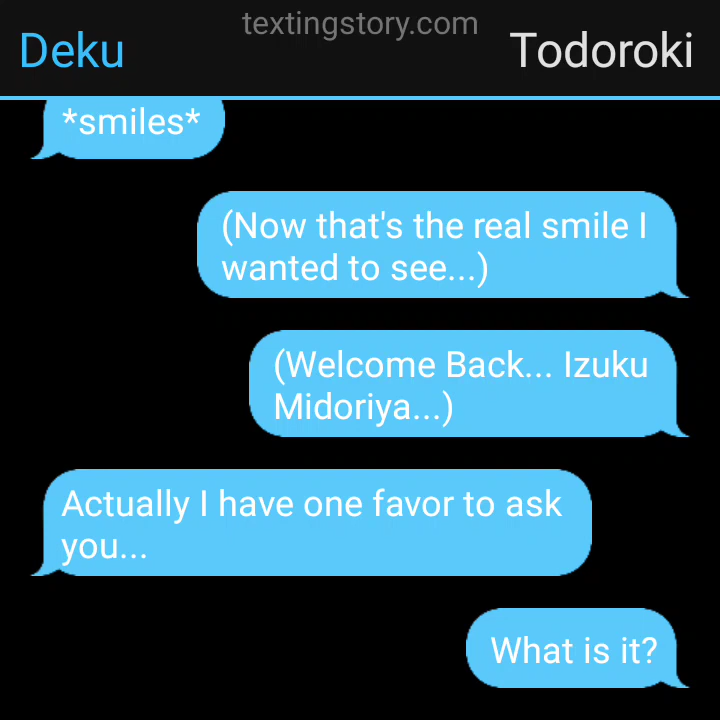 textingstory.com
Deku
Todoroki
*smiles*
(Now that's the real smile I
wanted to see...)
(Welcome Back... Izuku
Midoriya...)
Actually I have one favor to ask
you...
What is it?